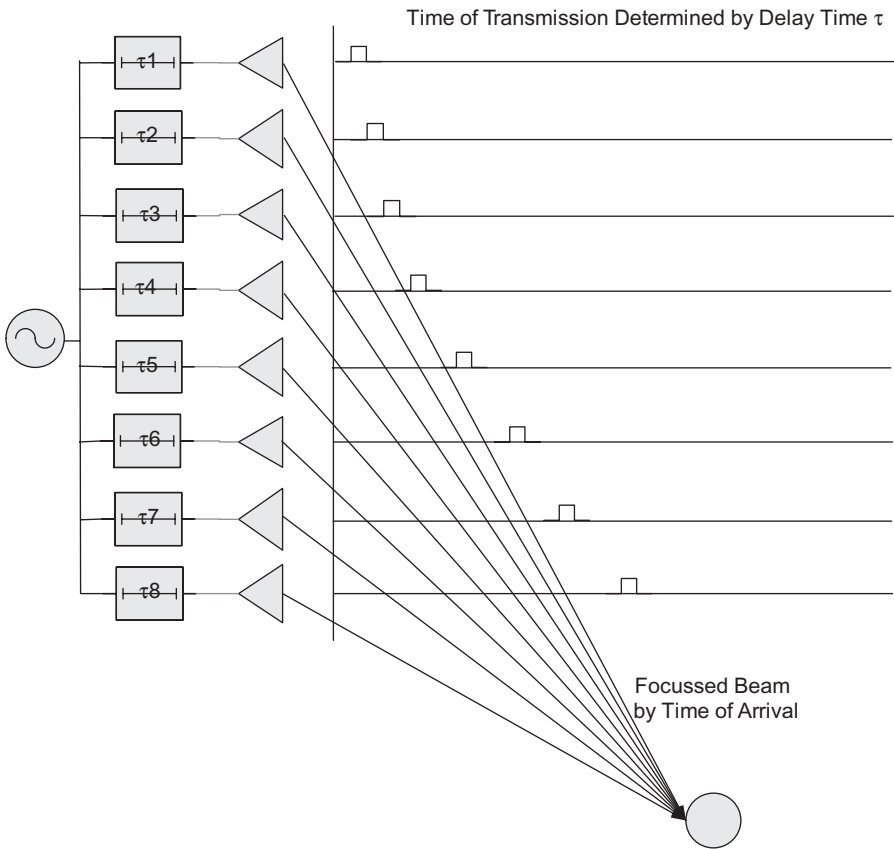 Time of Transmission Determined by Delay Time τ
τ1
τ2
τ3
τ4
τ5
τ6
τ7
τ8
Focussed Beam
by Time of Arrival